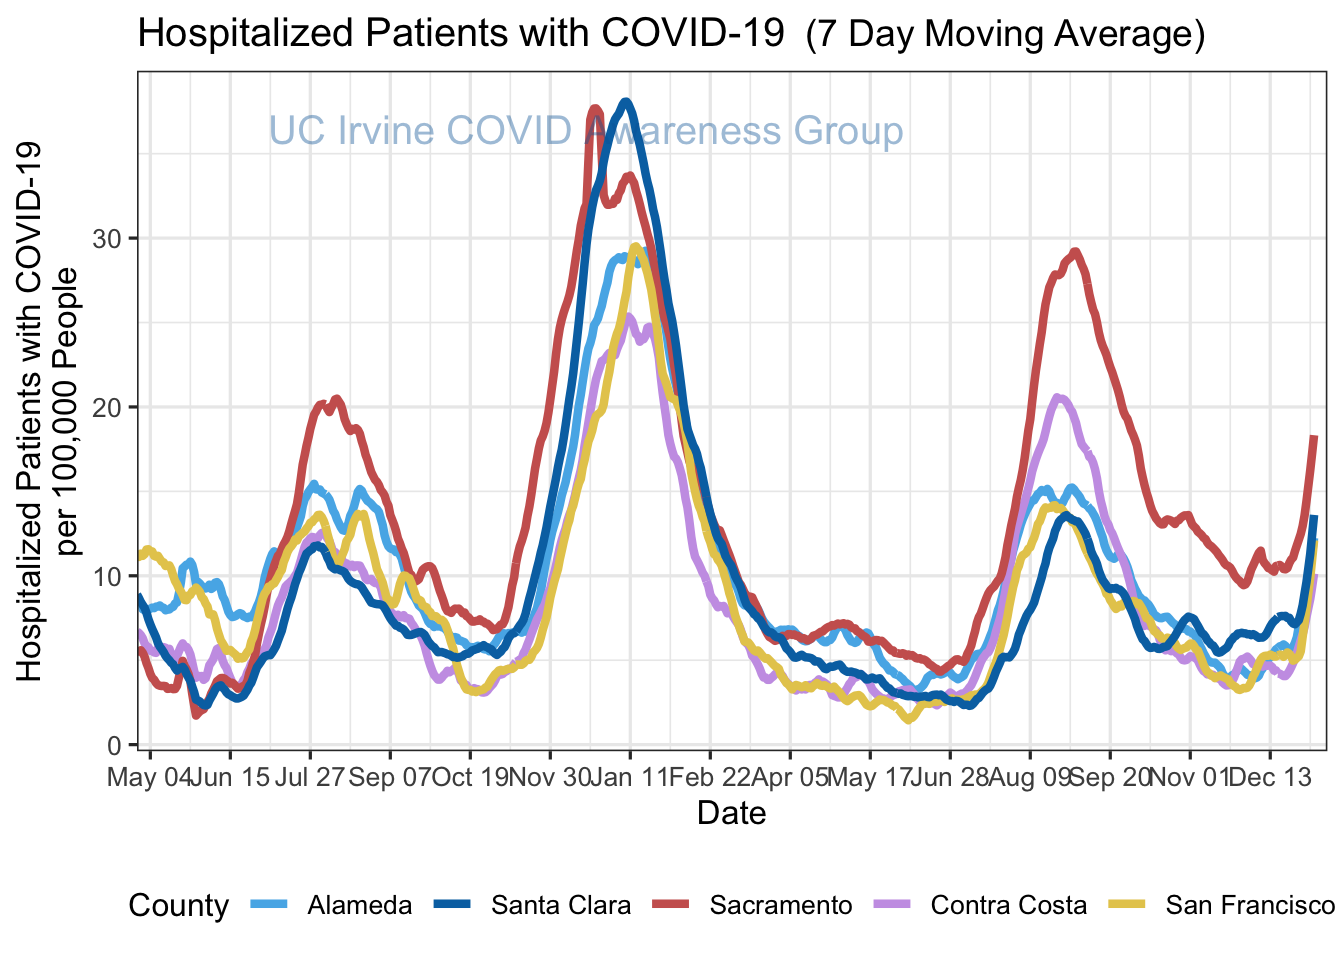 Hospitalized Patients with COVID-19 (7 Day Moving Average)
UC Irvine COVID Awareness Group
Hospitalized Patients with COVID-19
per 100,000 People
30
20
10
0
May 04 Jun 15 Jul 27 Sep 07 Oct 19 Nov 30 Jan 11 Feb 22 Apr 05 May 17 Jun 28 Aug 09 Sep 20 Nov 01 Dec 13
Date
County Alameda Santa Clara Sacramento Contra Costa San Francisco